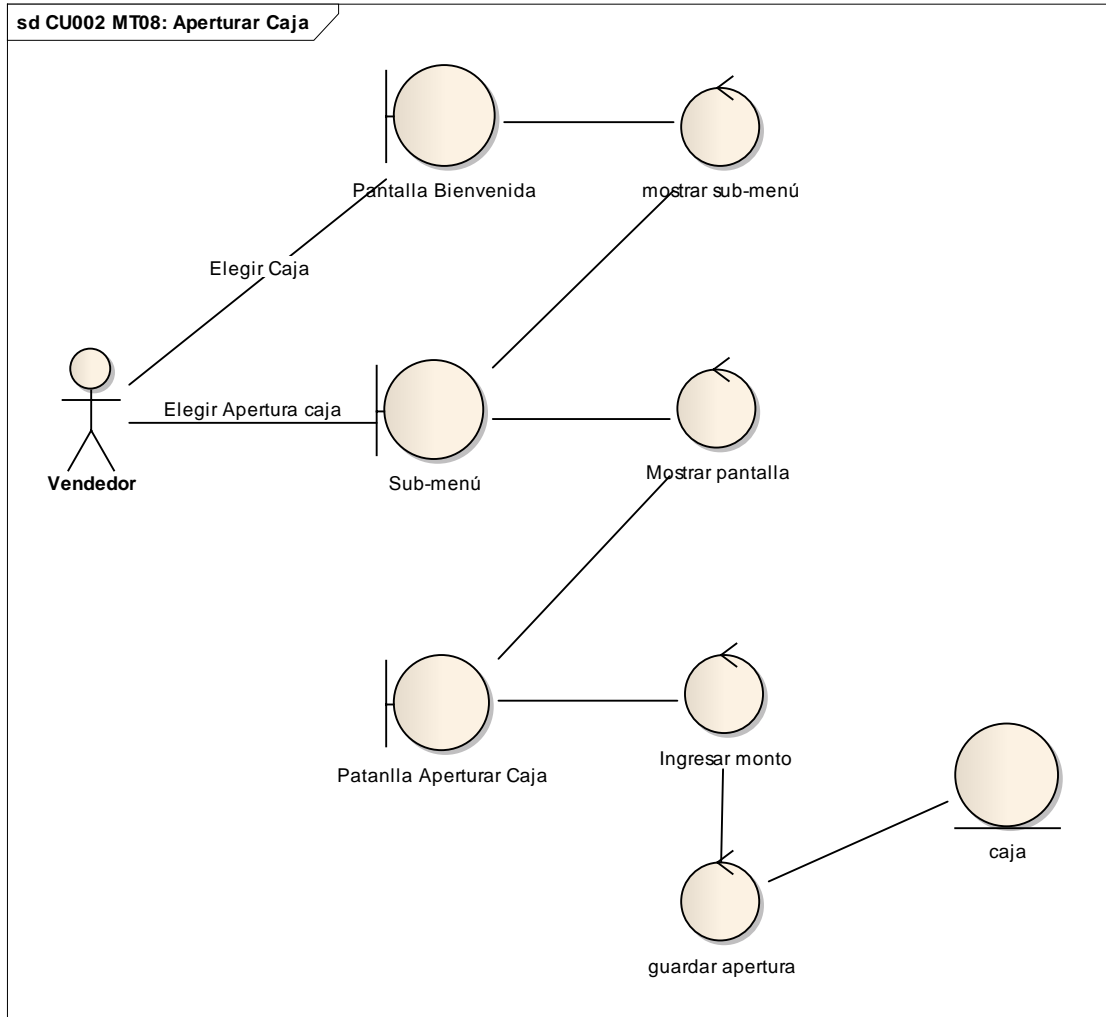 sd CU002 MT08: Aperturar Caja
Pantalla Bienvenida
mostrar sub-menú
Elegir Caja
Elegir Apertura caja
Vendedor
Sub-menú
Mostrar pantalla
Patanlla Aperturar Caja
Ingresar monto
caja
guardar apertura